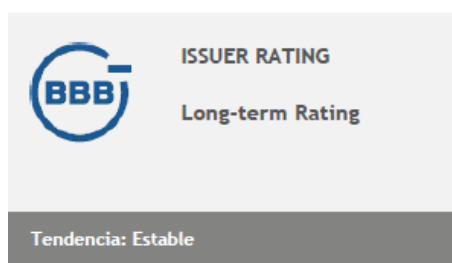 ISSUER RATING
BBB
Long-term Rating
Tendencia: Estable